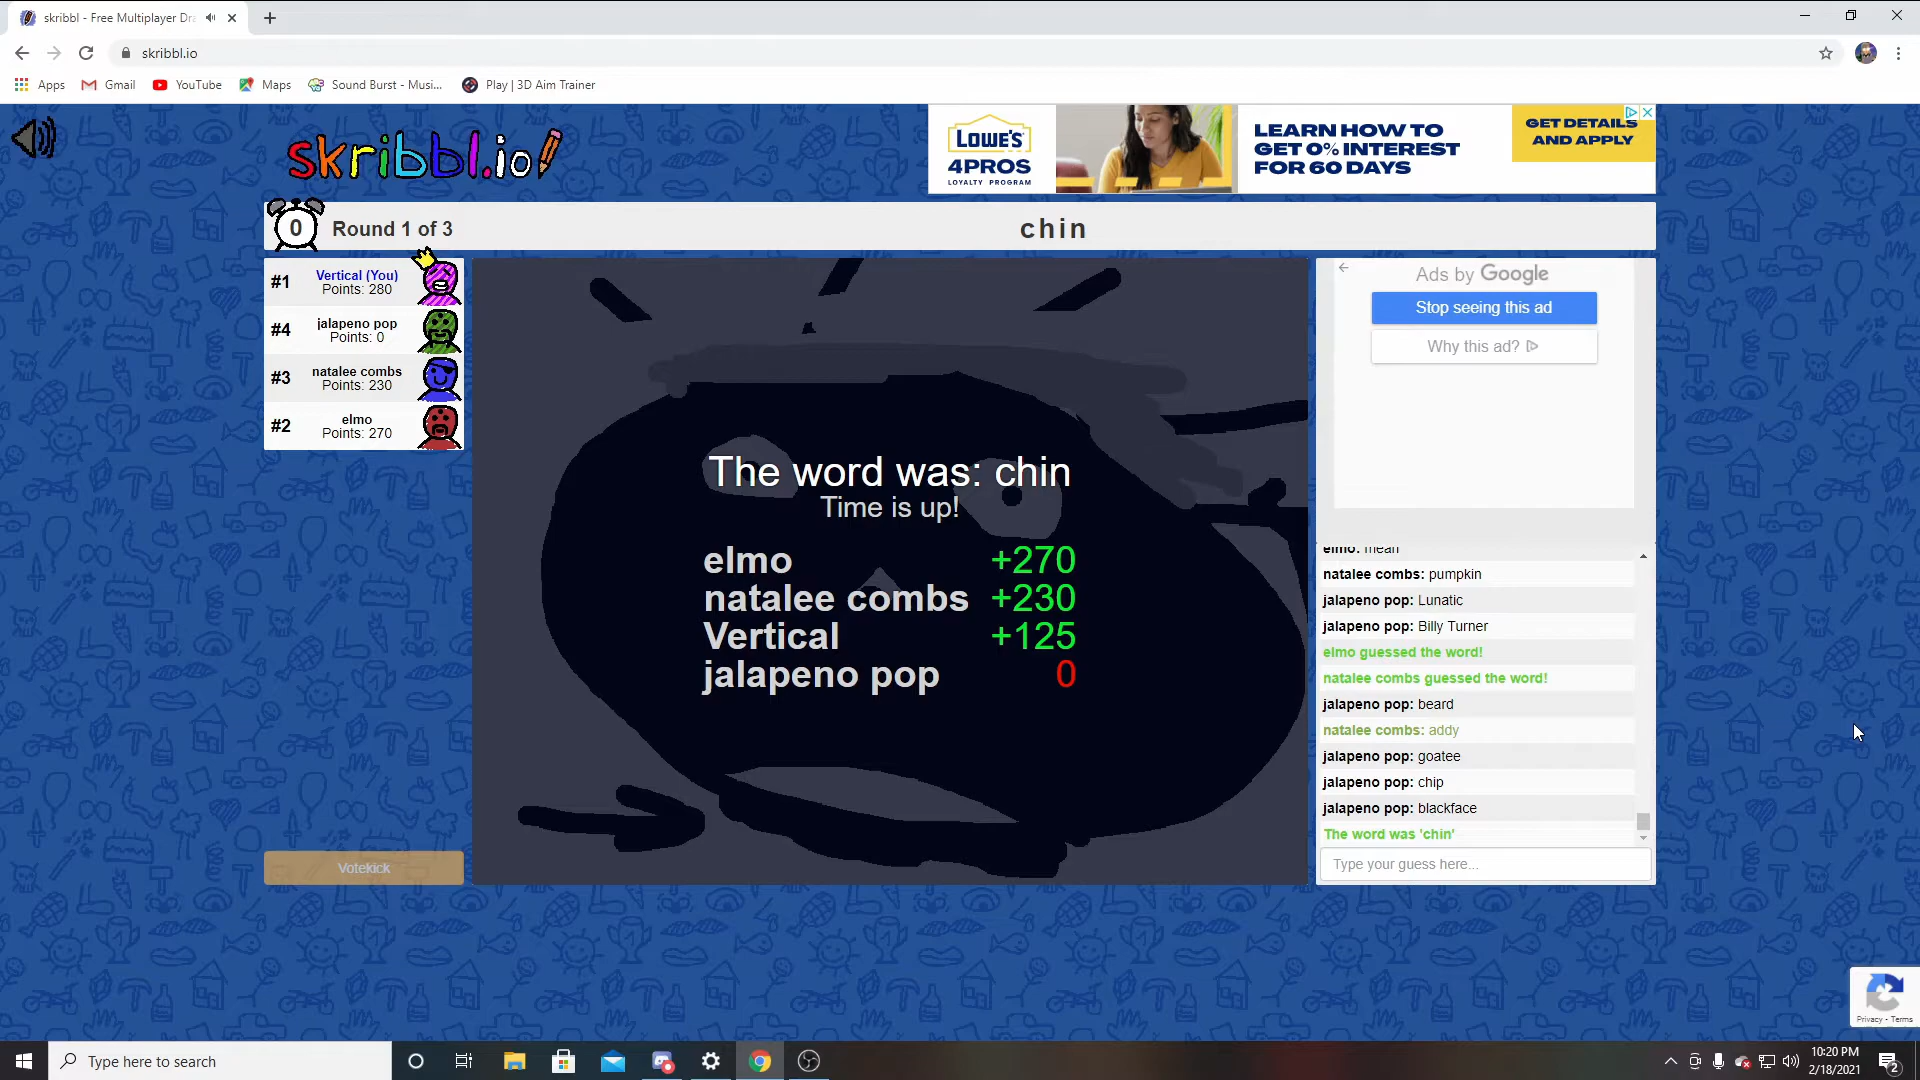 skribbl - Free Multiplayer Dra
skribbl.io
Apps Gmail YouTube Maps Sound Burst - Musi... Play | 3D Aim Trainer
skribbl.io
LOWE'S
4PROS
LOYALTY PROGRAM
LEARN HOW TO
GET 0% INTEREST
FOR 60 DAYS
GET DETAILS
AND APPLY
0 Round 1 of 3 chin
#1 Vertical (You)
Points: 280
#4 jalapeno pop
Points: 0
#3 natalee combs
Points: 230
#2 elmo
Points: 270
Votekick
The word was: chin
Time is up!
elmo +270
natalee combs +230
Vertical +125
jalapeno pop 0
Ads by Google
Stop seeing this ad
Why this ad?
elmo: mean
natalee combs: pumpkin
jalapeno pop: Lunatic
jalapeno pop: Billy Turner
elmo guessed the word!
natalee combs guessed the word!
jalapeno pop: beard
natalee combs: addy
jalapeno pop: goatee
jalapeno pop: chip
jalapeno pop: blackface
The word was 'chin'
Type your guess here...
Privacy - Terms
Type here to search
10:20 PM
2/18/2021
2